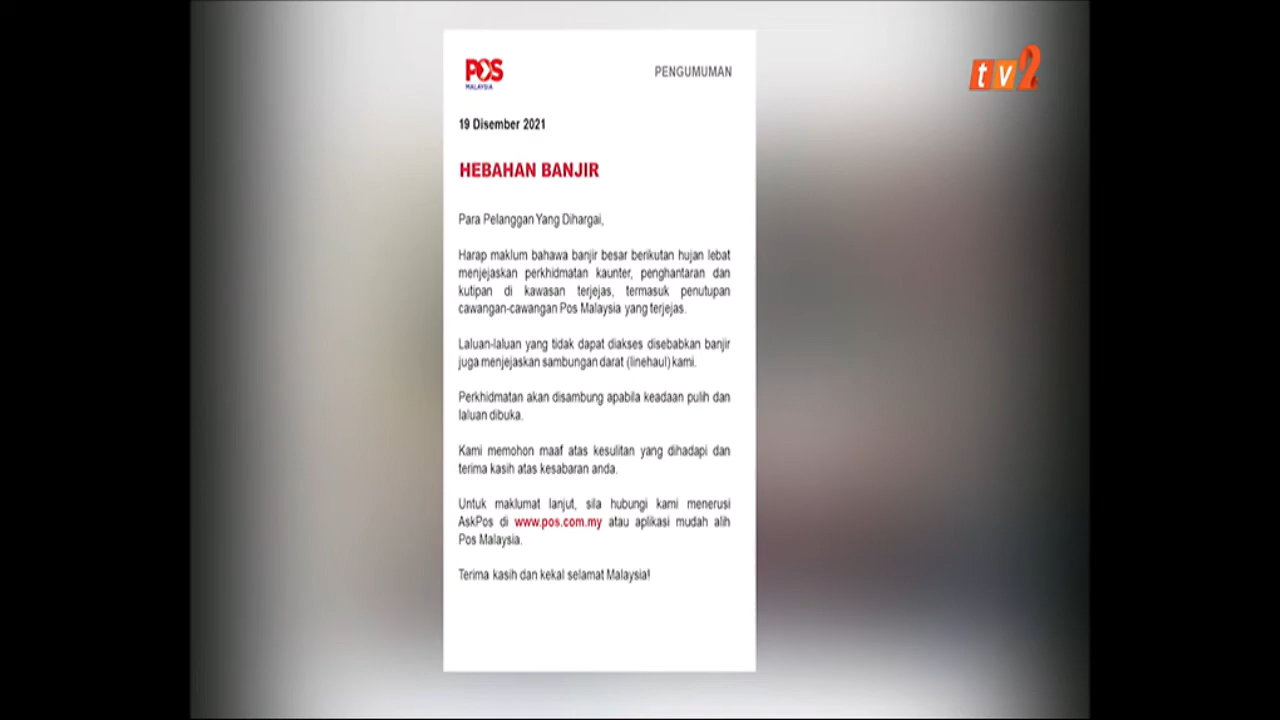 POS
MALAYSIA
PENGUMUMAN
tv2
19 Disember 2021
HEBAHAN BANJIR
Para Pelanggan Yang Dihargai,
Harap maklum bahawa banjir besar berikutan hujan lebat
menjejaskan perkhidmatan kaunter, penghantaran dan
kutipan di kawasan terjejas, termasuk penutupan
cawangan-cawangan Pos Malaysia yang terjejas.
Laluan-laluan yang tidak dapat diakses disebabkan banjir
juga menjejaskan sambungan darat (linehaul) kami.
Perkhidmatan akan disambung apabila keadaan pulih dan
laluan dibuka.
Kami memohon maaf atas kesulitan yang dihadapi dan
terima kasih atas kesabaran anda.
Untuk maklumat lanjut, sila hubungi kami menerusi
AskPos di www.pos.com.my atau aplikasi mudah alih
Pos Malaysia.
Terima kasih dan kekal selamat Malaysia!